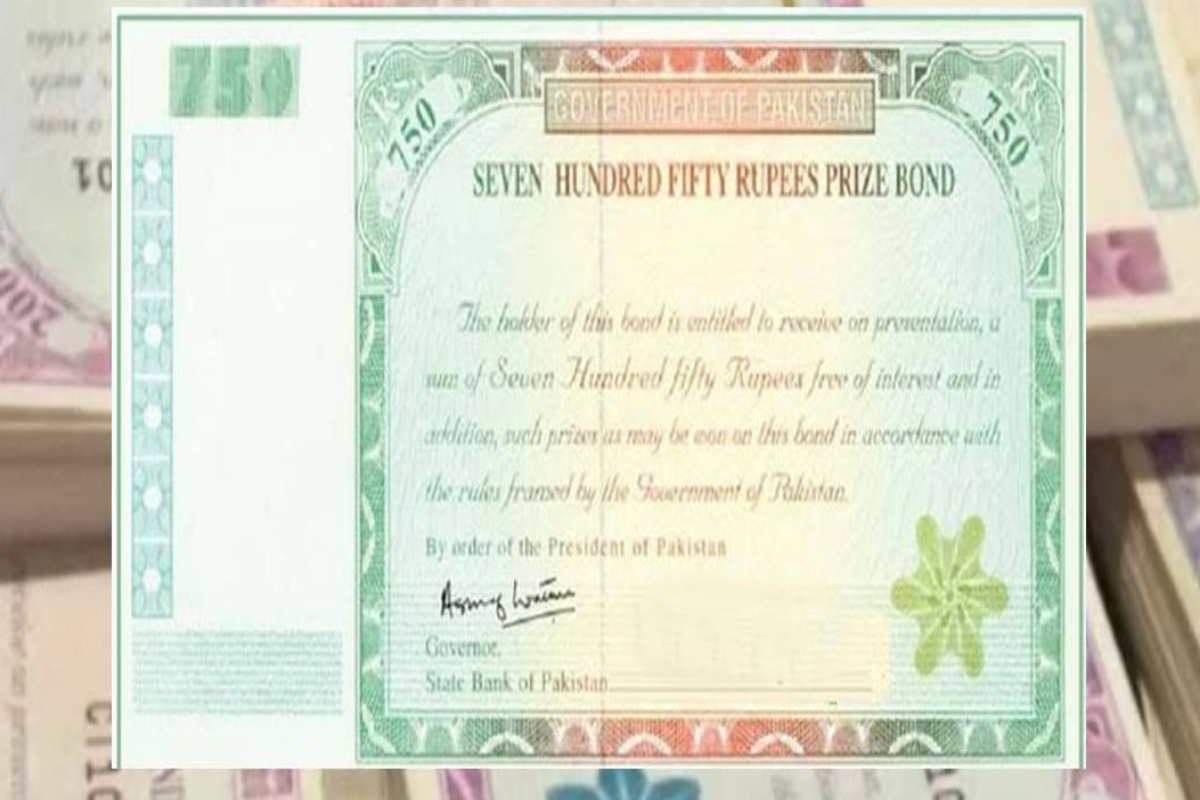 750
Rs 750
GOVERNMENT OF PAKISTAN
Rs 750
SEVEN HUNDRED FIFTY RUPEES PRIZE BOND
The holder of this bond is entitled to receive on presentation, a
sum of Seven Hundred fifty Rupees free of interest and in
addition, such prizes as may be won on this bond in accordance with
the rules framed by the Government of Pakistan.
By order of the President of Pakistan
Governor,
State Bank of Pakistan
200